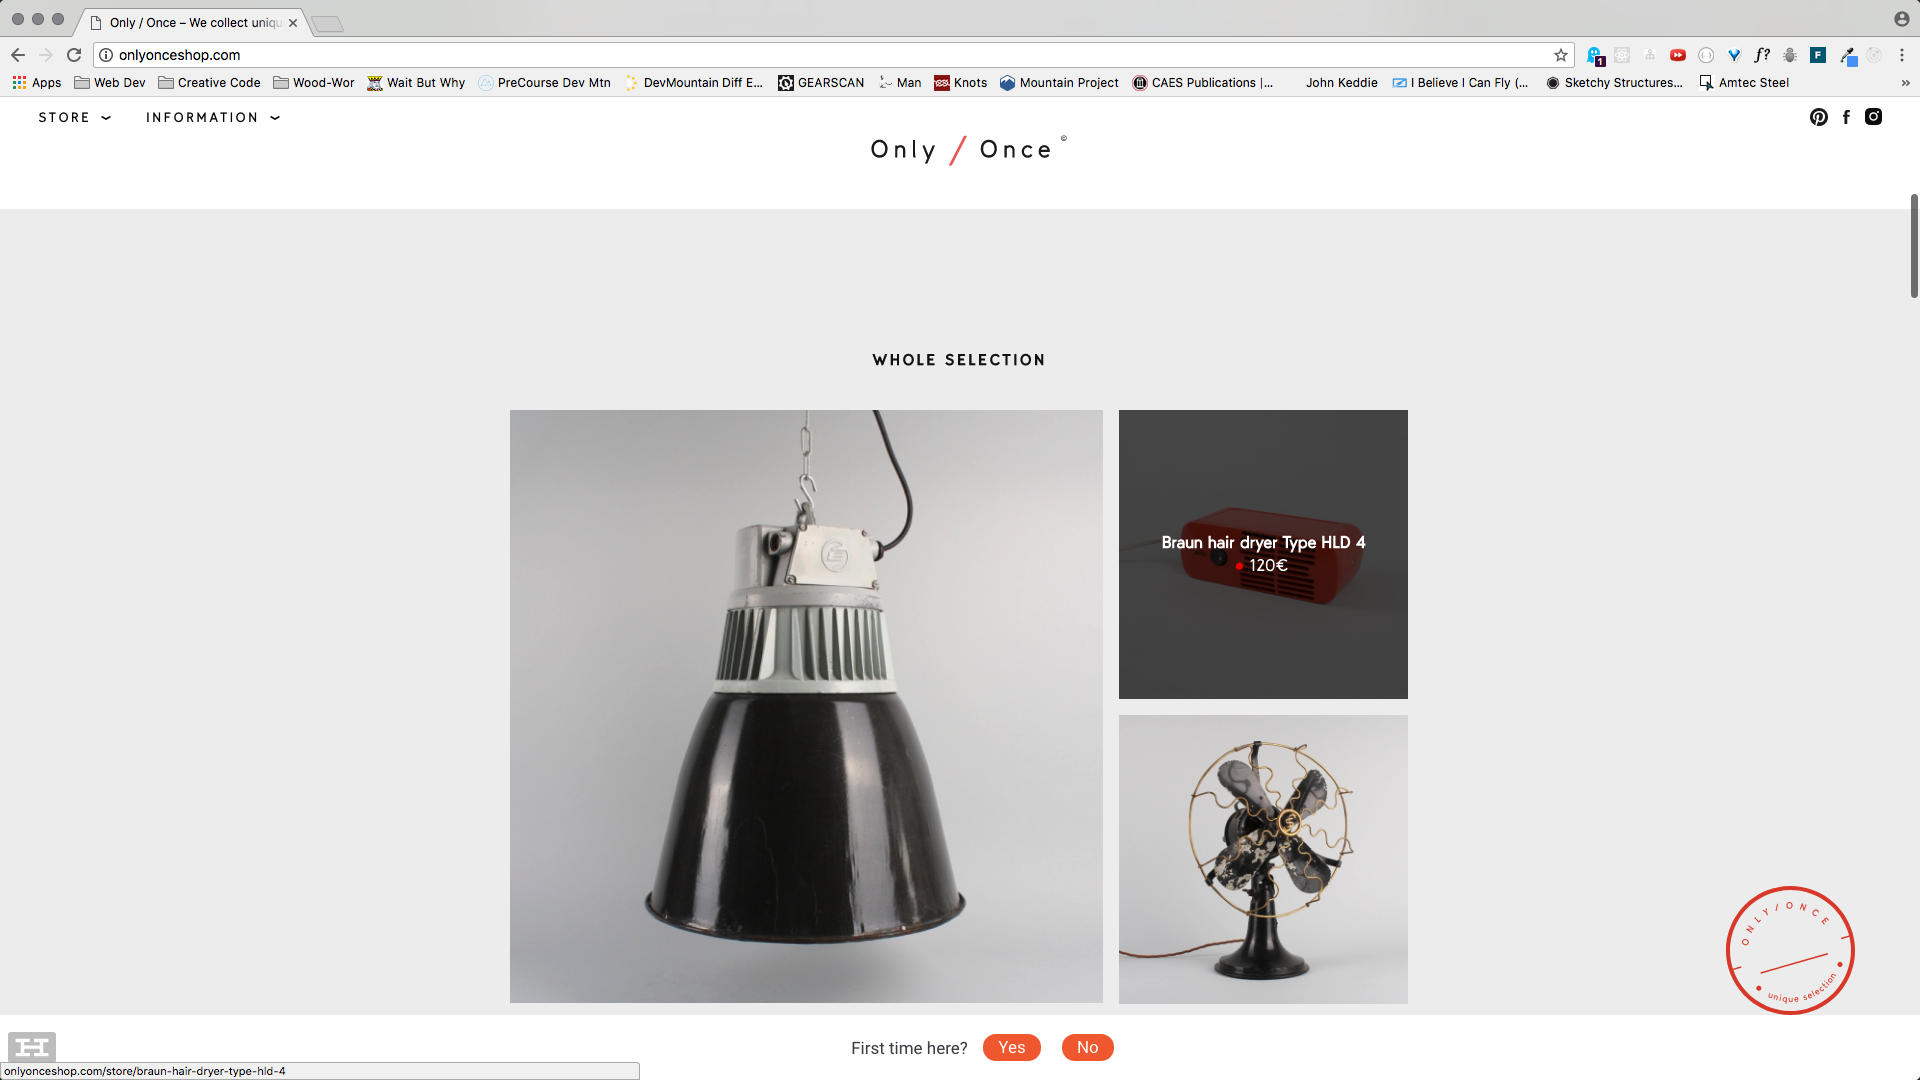 Only / Once – We collect uniqu
onlyonceshop.com
Apps Web Dev Creative Code Wood-Wor Wait But Why PreCourse Dev Mtn DevMountain Diff E... GEARSCAN Man Knots Mountain Project CAES Publications |... John Keddie I Believe I Can Fly (... Sketchy Structures... Amtec Steel »
STORE INFORMATION
Only / Once ©
WHOLE SELECTION
Braun hair dryer Type HLD 4
120€
ONLY/ONCE
unique selection
First time here? Yes No
onlyonceshop.com/store/braun-hair-dryer-type-hld-4